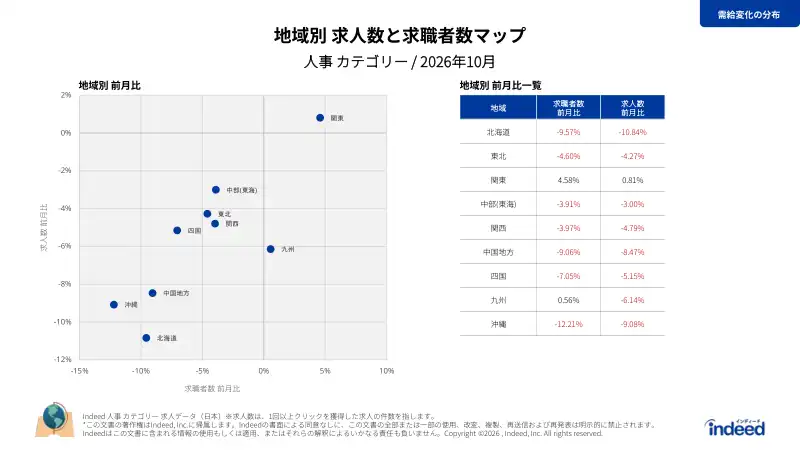 需給変化の分布
地域別 求人数と求職者数マップ
人事 カテゴリー / 2026年10月
地域別 前月比
2%
0%
-2%
-4%
-6%
-8%
-10%
-12%
-15%
-10%
-5%
0%
5%
10%
求人数 前月比
求職者数 前月比
関東
中部(東海)
東北
関西
四国
九州
中国地方
沖縄
北海道
地域別 前月比一覧
地域 求職者数 前月比 求人数 前月比
北海道 -9.57% -10.84%
東北 -4.60% -4.27%
関東 4.58% 0.81%
中部(東海) -3.91% -3.00%
関西 -3.97% -4.79%
中国地方 -9.06% -8.47%
四国 -7.05% -5.15%
九州 0.56% -6.14%
沖縄 -12.21% -9.08%
Indeed 人事 カテゴリー 求人データ（日本）※求人数は、1回以上クリックを獲得した求人の件数を指します。
*この文書の著作権はIndeed, Inc.に帰属します。Indeedの書面による同意なしに、この文書の全部または一部の使用、改変、複製、再送信および再発表は明示的に禁止されます。
Indeedはこの文書に含まれる情報の使用もしくは適用、またはそれらの解釈によるいかなる責任も負いません。Copyright ©2026 , Indeed, Inc. All rights reserved.
インディード
indeed